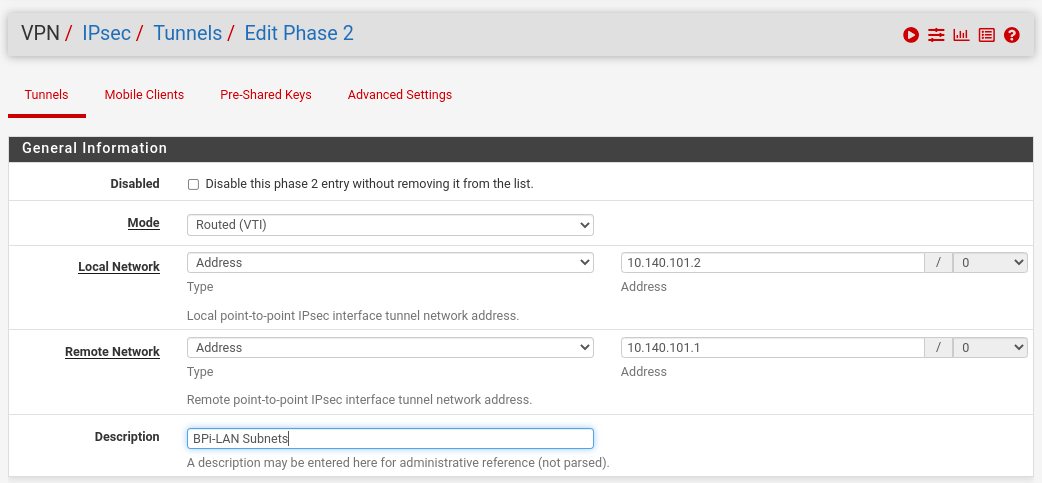 VPN / IPsec / Tunnels / Edit Phase 2
Tunnels Mobile Clients Pre-Shared Keys Advanced Settings
General Information
Disabled Disable this phase 2 entry without removing it from the list.
Mode Routed (VTI)
Local Network Address 10.140.101.2 / 0
Type Address
Local point-to-point IPsec interface tunnel network address.
Remote Network Address 10.140.101.1 / 0
Type Address
Remote point-to-point IPsec interface tunnel network address.
Description BPi-LAN Subnets
A description may be entered here for administrative reference (not parsed).